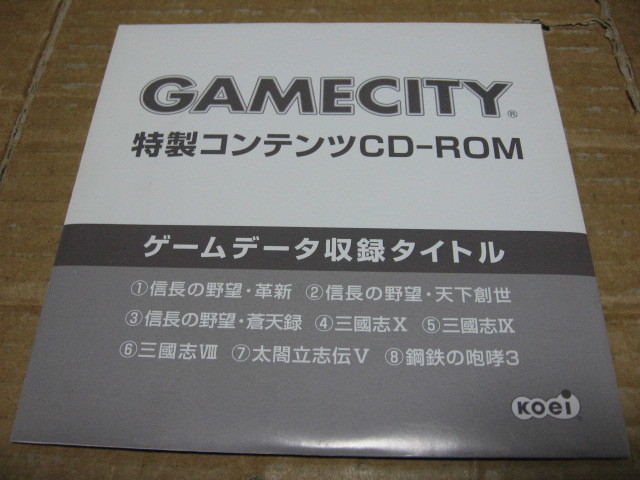 GAMECITY®
特製コンテンツCD-ROM
ゲームデータ収録タイトル
①信長の野望・革新 ②信長の野望・天下創世
③信長の野望・蒼天録 ④三國志Ⅹ ⑤三國志Ⅸ
⑥三國志Ⅷ ⑦太閤立志伝Ⅴ ⑧鋼鉄の咆哮3
KOEI